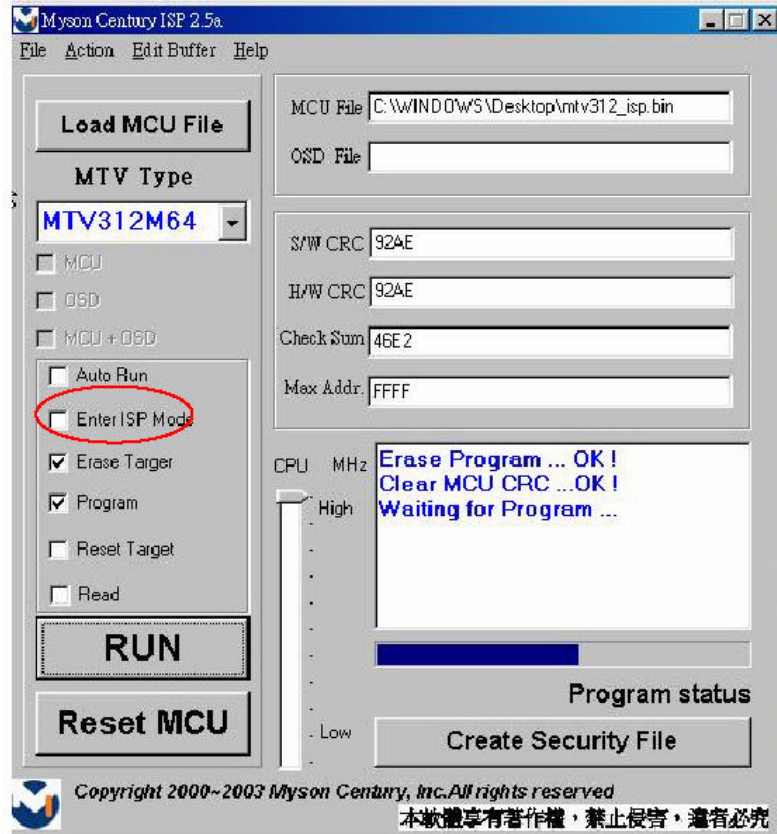 Myson Century ISP 2.5a
File Action Edit Buffer Help
Load MCU File
MTV Type
MTV312M64
MCU
OSD
MCU + OSD
Auto Run
Enter ISP Mode
Erase Targer
Program
Reset Target
Read
RUN
Reset MCU
MCU File C:\WINDOWS\Desktop\mtv312_isp.bin
OSD File
S/W CRC 92AE
H/W CRC 92AE
Check Sum 46E2
Max Addr. FFFF
CPU MHz
High
Low
Erase Program ... OK !
Clear MCU CRC ...OK !
Waiting for Program ...
Program status
Create Security File
Copyright 2000~2003 Myson Century, Inc.All rights reserved
本軟體享有著作權，禁止侵害，違者必究